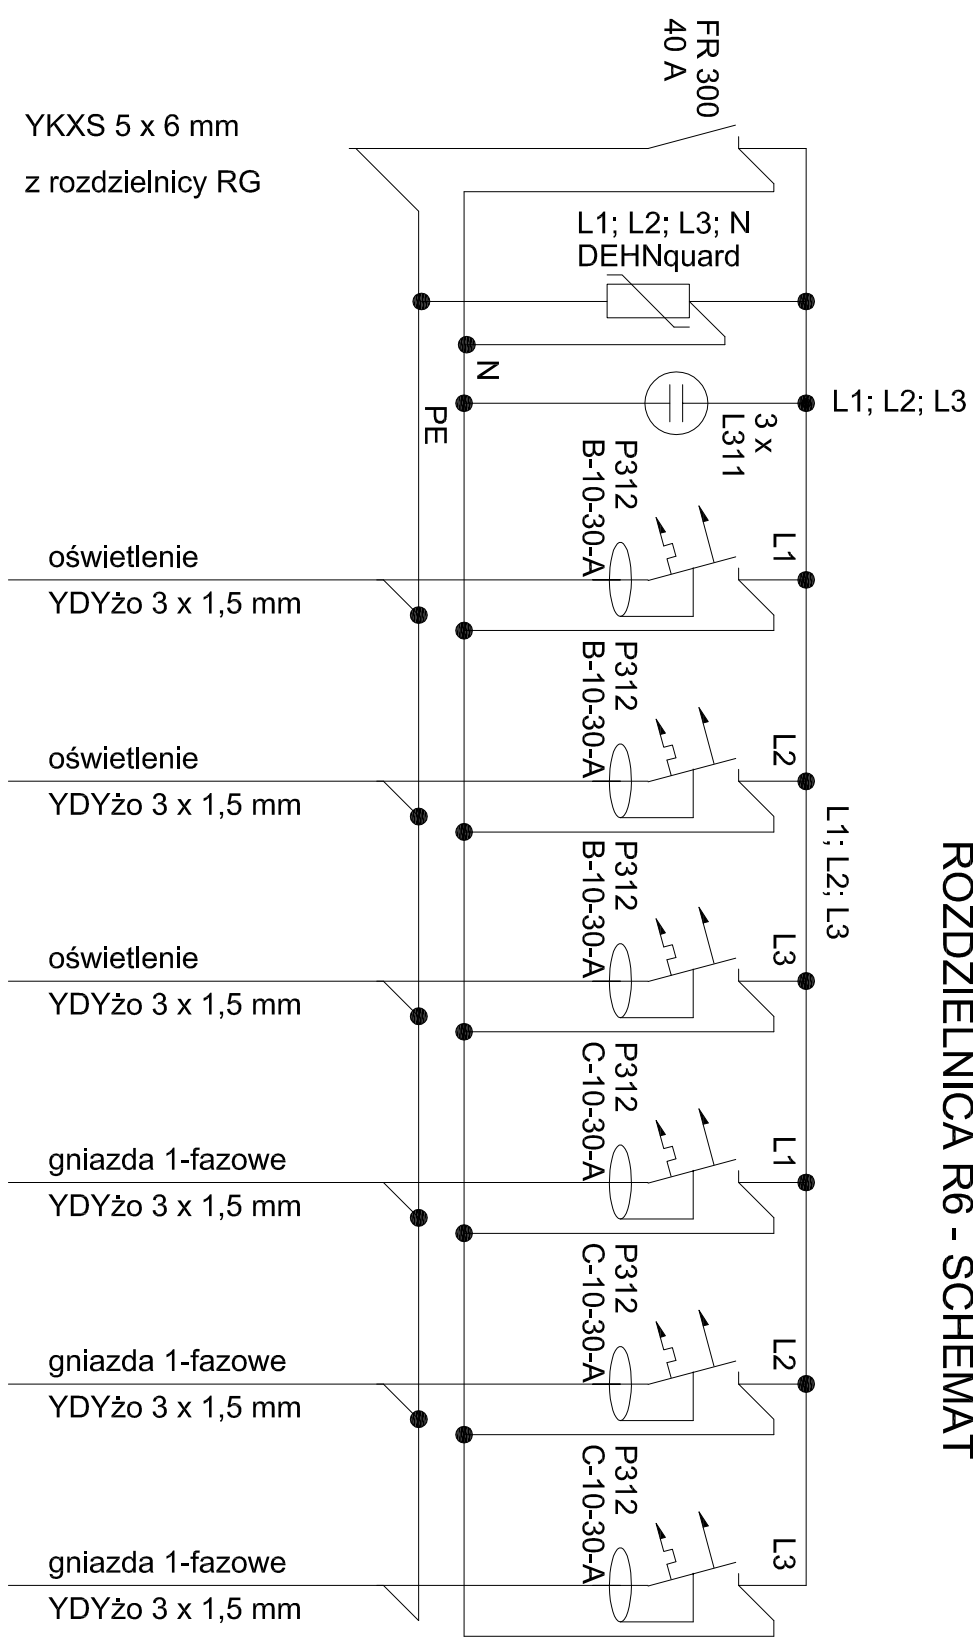 FR 300
40 A
YKXS 5 x 6 mm
z rozdzielnicy RG
L1; L2; L3; N
DEHNquard
N
PE
L1; L2; L3
3 x
L311
P312
B-10-30-A
L1
oświetlenie
YDYżo 3 x 1,5 mm
P312
B-10-30-A
L2
oświetlenie
YDYżo 3 x 1,5 mm
L1; L2; L3
P312
B-10-30-A
L3
oświetlenie
YDYżo 3 x 1,5 mm
P312
C-10-30-A
L1
gniazda 1-fazowe
YDYżo 3 x 1,5 mm
P312
C-10-30-A
L2
gniazda 1-fazowe
YDYżo 3 x 1,5 mm
P312
C-10-30-A
L3
gniazda 1-fazowe
YDYżo 3 x 1,5 mm
ROZDZIELNICA R6 - SCHEMAT